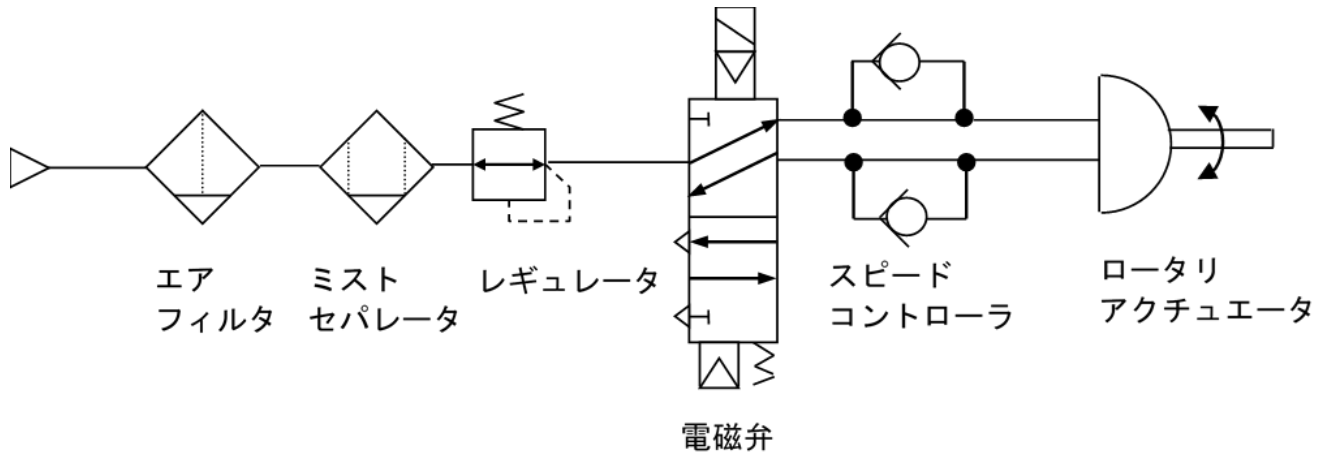 エア
フィルタ
ミスト
セパレータ
レギュレータ
電磁弁
スピード
コントローラ
ロータリ
アクチュエータ